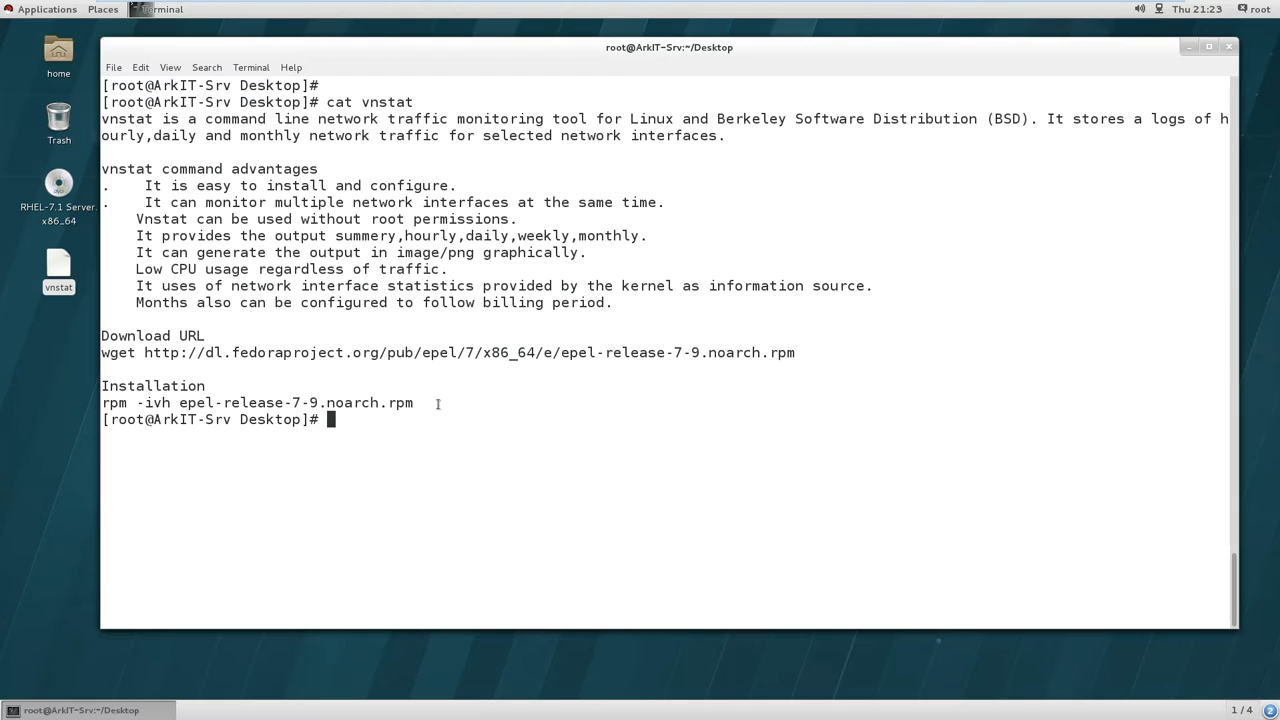 Applications Places Terminal Thu 21:23 root
root@ArkIT-Srv:~/Desktop
File Edit View Search Terminal Help
[root@ArkIT-Srv Desktop]#
[root@ArkIT-Srv Desktop]# cat vnstat
vnstat is a command line network traffic monitoring tool for Linux and Berkeley Software Distribution (BSD). It stores a logs of h
ourly,daily and monthly network traffic for selected network interfaces.
vnstat command advantages
. It is easy to install and configure.
. It can monitor multiple network interfaces at the same time.
Vnstat can be used without root permissions.
It provides the output summery,hourly,daily,weekly,monthly.
It can generate the output in image/png graphically.
Low CPU usage regardless of traffic.
It uses of network interface statistics provided by the kernel as information source.
Months also can be configured to follow billing period.
Download URL
wget http://dl.fedoraproject.org/pub/epel/7/x86_64/e/epel-release-7-9.noarch.rpm
Installation
rpm -ivh epel-release-7-9.noarch.rpm
[root@ArkIT-Srv Desktop]#
home
Trash
RHEL-7.1 Server.
x86_64
vnstat
root@ArkIT-Srv:~/Desktop
1 / 4
2